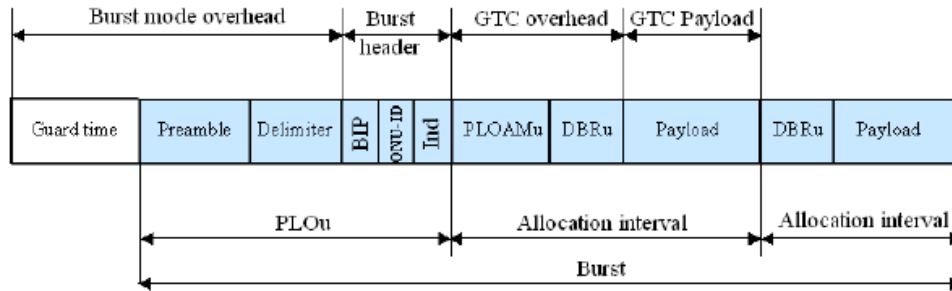 Burst mode overhead
Burst header
GTC overhead
GTC Payload
Guard time
Preamble
Delimiter
BIP
ONU-ID
Ind
PLOAMu
DBRu
Payload
DBRu
Payload
PLOu
Allocation interval
Allocation interval
Burst